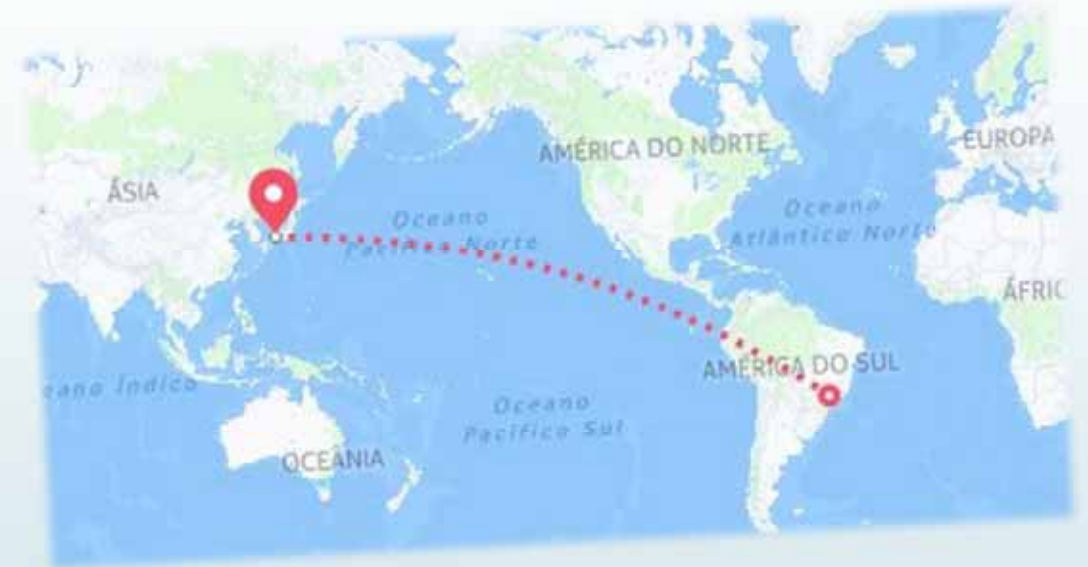 AMÉRICA DO NORTE
EUROPA
ÁSIA
Oceano
Pacífico Norte
Oceano
Atlântico Norte
ÁFRIC
AMÉRICA DO SUL
eano Índico
Oceano
Pacífico Sul
OCEÂNIA